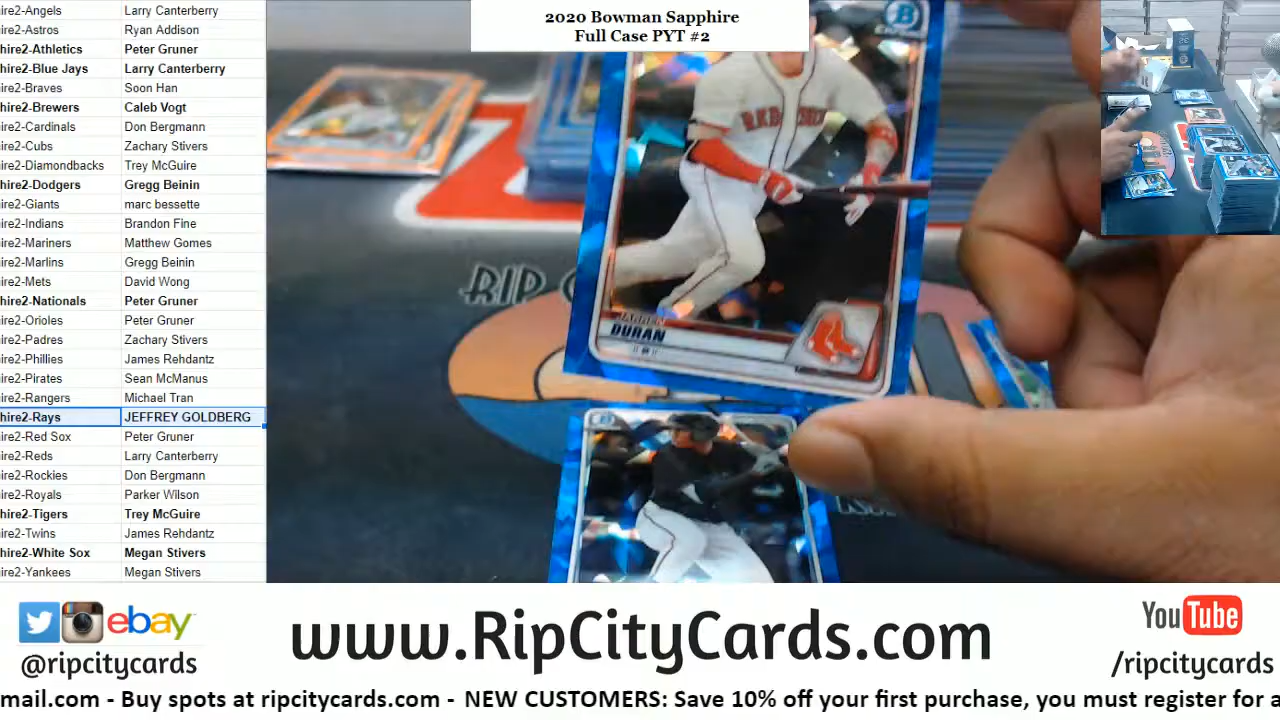 2020 Bowman Sapphire
Full Case PYT #2
ire2-Angels Larry Canterberry
ire2-Astros Ryan Addison
hire2-Athletics Peter Gruner
hire2-Blue Jays Larry Canterberry
ire2-Braves Soon Han
hire2-Brewers Caleb Vogt
ire2-Cardinals Don Bergmann
ire2-Cubs Zachary Stivers
ire2-Diamondbacks Trey McGuire
hire2-Dodgers Gregg Beinin
ire2-Giants marc bessette
ire2-Indians Brandon Fine
ire2-Mariners Matthew Gomes
ire2-Marlins Gregg Beinin
ire2-Mets David Wong
hire2-Nationals Peter Gruner
ire2-Orioles Peter Gruner
ire2-Padres Zachary Stivers
ire2-Phillies James Rehdantz
ire2-Pirates Sean McManus
ire2-Rangers Michael Tran
hire2-Rays JEFFREY GOLDBERG
ire2-Red Sox Peter Gruner
ire2-Reds Larry Canterberry
ire2-Rockies Don Bergmann
ire2-Royals Parker Wilson
hire2-Tigers Trey McGuire
ire2-Twins James Rehdantz
hire2-White Sox Megan Stivers
ire2-Yankees Megan Stivers
RIP
JARREN
DURAN
ebay
@ripcitycards
www.RipCityCards.com
YouTube
/ripcitycards
mail.com - Buy spots at ripcitycards.com - NEW CUSTOMERS: Save 10% off your first purchase, you must register for a